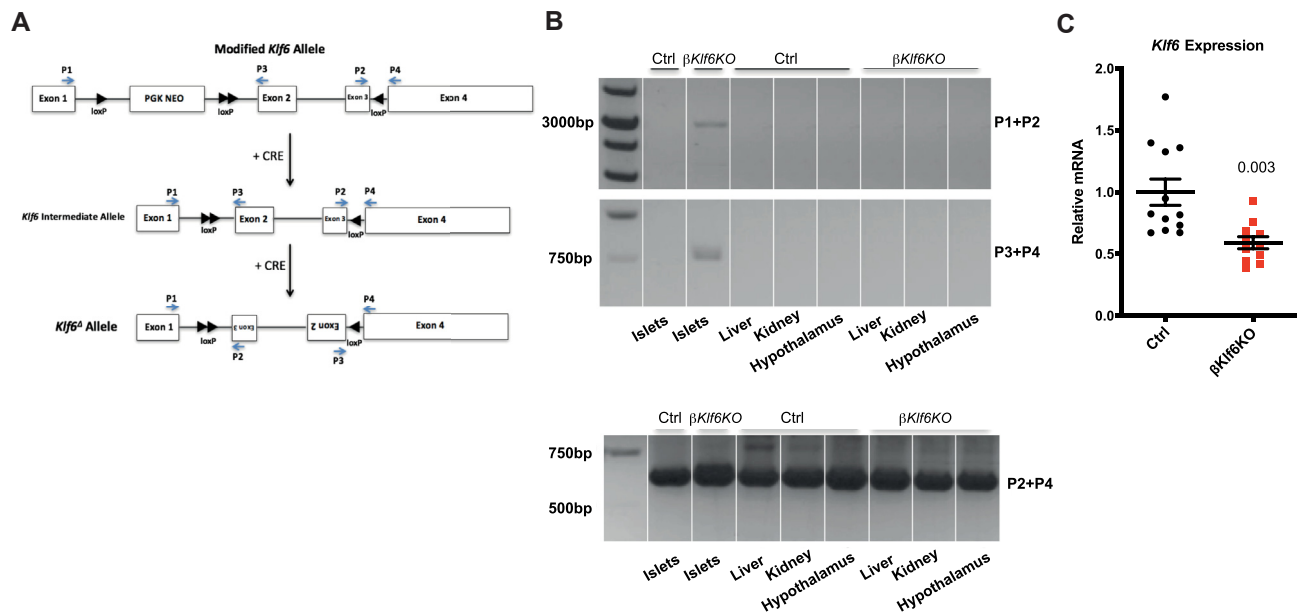 A
Modified Klf6 Allele
P1 P3 P2 P4
Exon 1 PGK NEO Exon 2 Exon 3 Exon 4
loxP loxP loxP
+ CRE
P1 P3 P2 P4
Klf6 Intermediate Allele Exon 1 Exon 2 Exon 3 Exon 4
loxP loxP
+ CRE
P1 P4
Klf6Δ Allele Exon 1 Exon 3 Exon 2 Exon 4
loxP loxP
P2 P3
B
Ctrl βKlf6KO Ctrl βKlf6KO
3000bp P1+P2
750bp P3+P4
Islets Islets Liver Kidney Hypothalamus Liver Kidney Hypothalamus
Ctrl βKlf6KO Ctrl βKlf6KO
750bp
P2+P4
500bp
Islets Islets Liver Kidney Hypothalamus Liver Kidney Hypothalamus
C
Klf6 Expression
Relative mRNA
2.0
1.5
1.0
0.5
0.0
0.003
Ctrl βKlf6KO